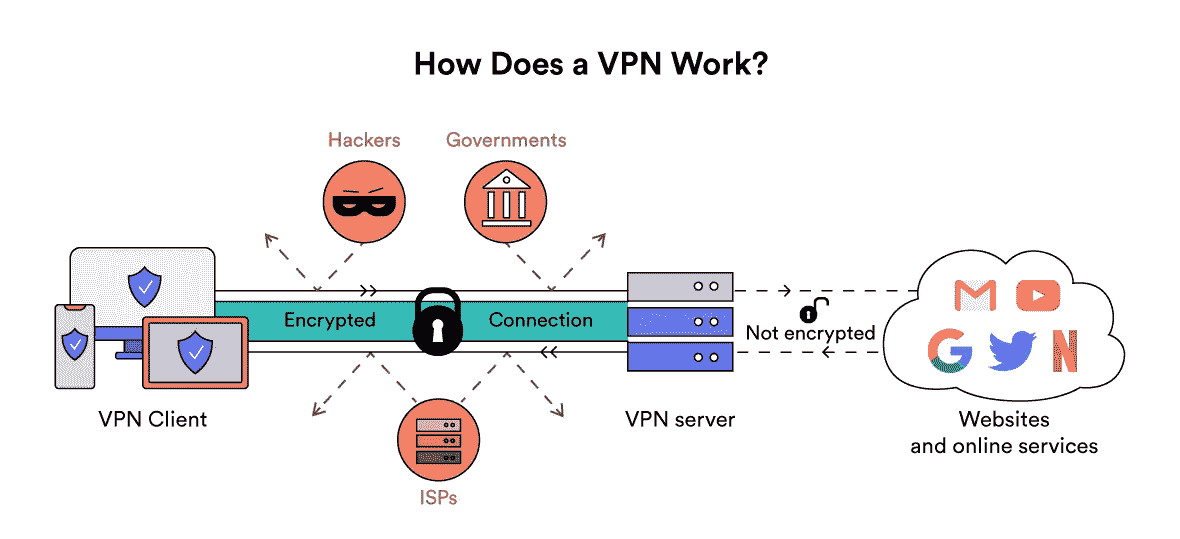 How Does a VPN Work?
Hackers
Governments
Encrypted
Connection
Not encrypted
VPN Client
VPN server
Websites
and online services
ISPs